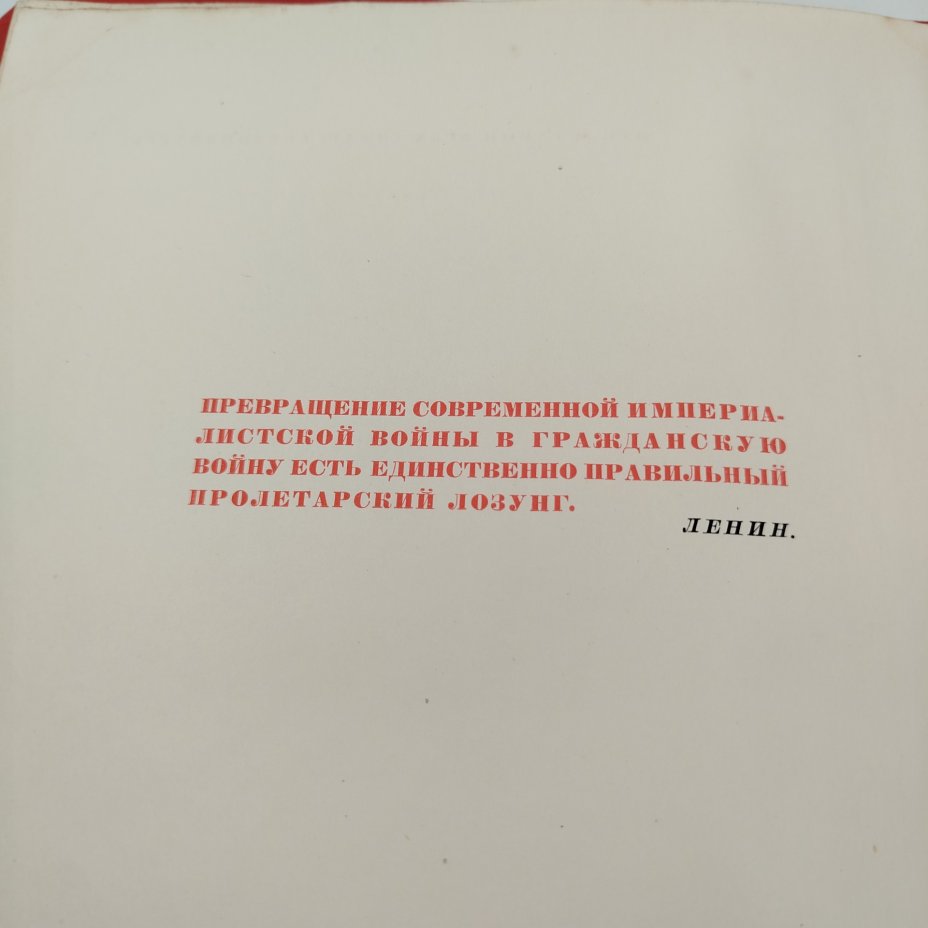 ПРЕВРАЩЕНИЕ СОВРЕМЕННОЙ ИМПЕРИА-
ЛИСТСКОЙ ВОЙНЫ В ГРАЖДАНСКУЮ
ВОЙНУ ЕСТЬ ЕДИНСТВЕННО ПРАВИЛЬНЫЙ
ПРОЛЕТАРСКИЙ ЛОЗУНГ.
ЛЕНИН.